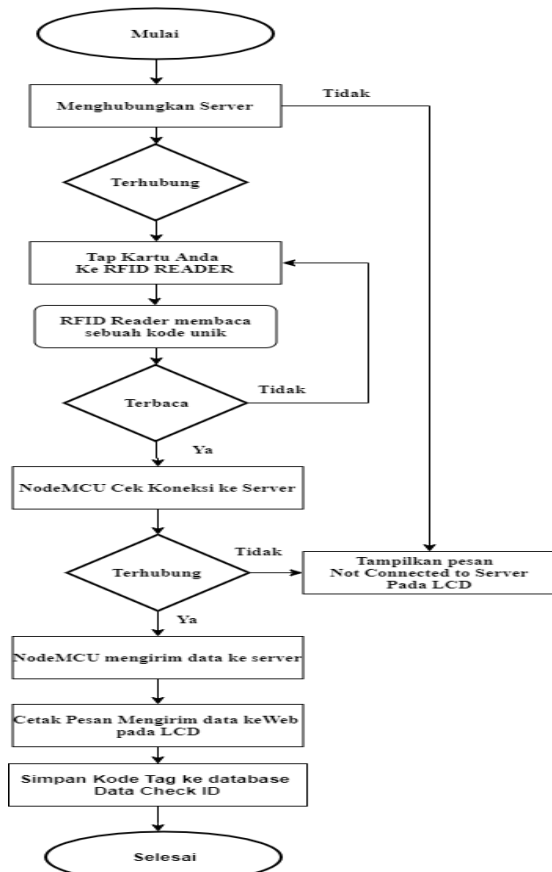 Mulai
Tidak
Menghubungkan Server
Terhubung
Tap Kartu Anda
Ke RFID READER
RFID Reader membaca
sebuah kode unik
Tidak
Terbaca
Ya
NodeMCU Cek Koneksi ke Server
Tidak
Terhubung
Tampilkan pesan
Not Connected to Server
Pada LCD
Ya
NodeMCU mengirim data ke server
Cetak Pesan Mengirim data keWeb
pada LCD
Simpan Kode Tag ke database
Data Check ID
Selesai